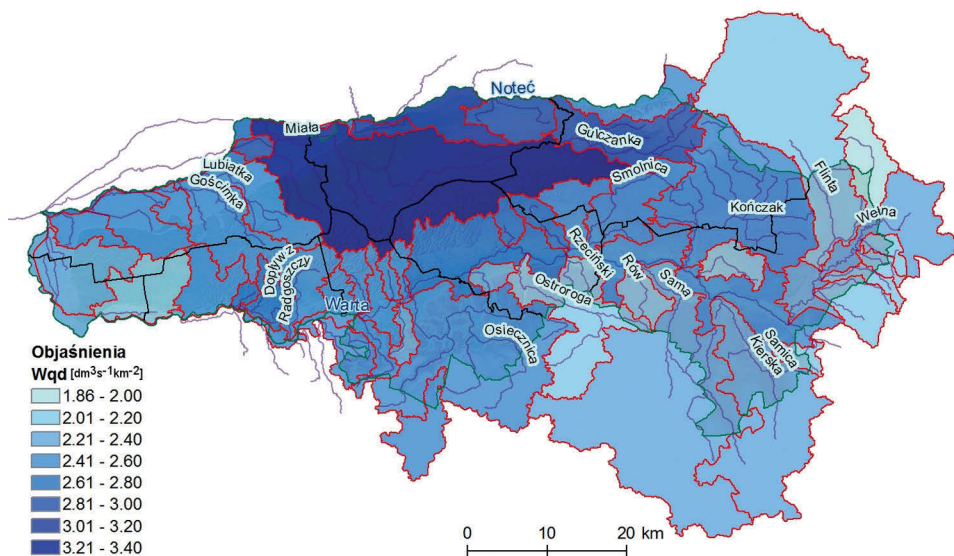 Noteć
Miała
Gulczanka
Smolnica
Lubiatka
Gościmka
Flinta
Kończak
Wełna
Dopływ z
Radgoszczy
Rzeciński
Rów
Sama
Ostroroga
Warta
Osiecznica
Samica
Kierska
Objaśnienia
Wqd [dm³s-¹km-²]
1.86 - 2.00
2.01 - 2.20
2.21 - 2.40
2.41 - 2.60
2.61 - 2.80
2.81 - 3.00
3.01 - 3.20
3.21 - 3.40
0 10 20 km